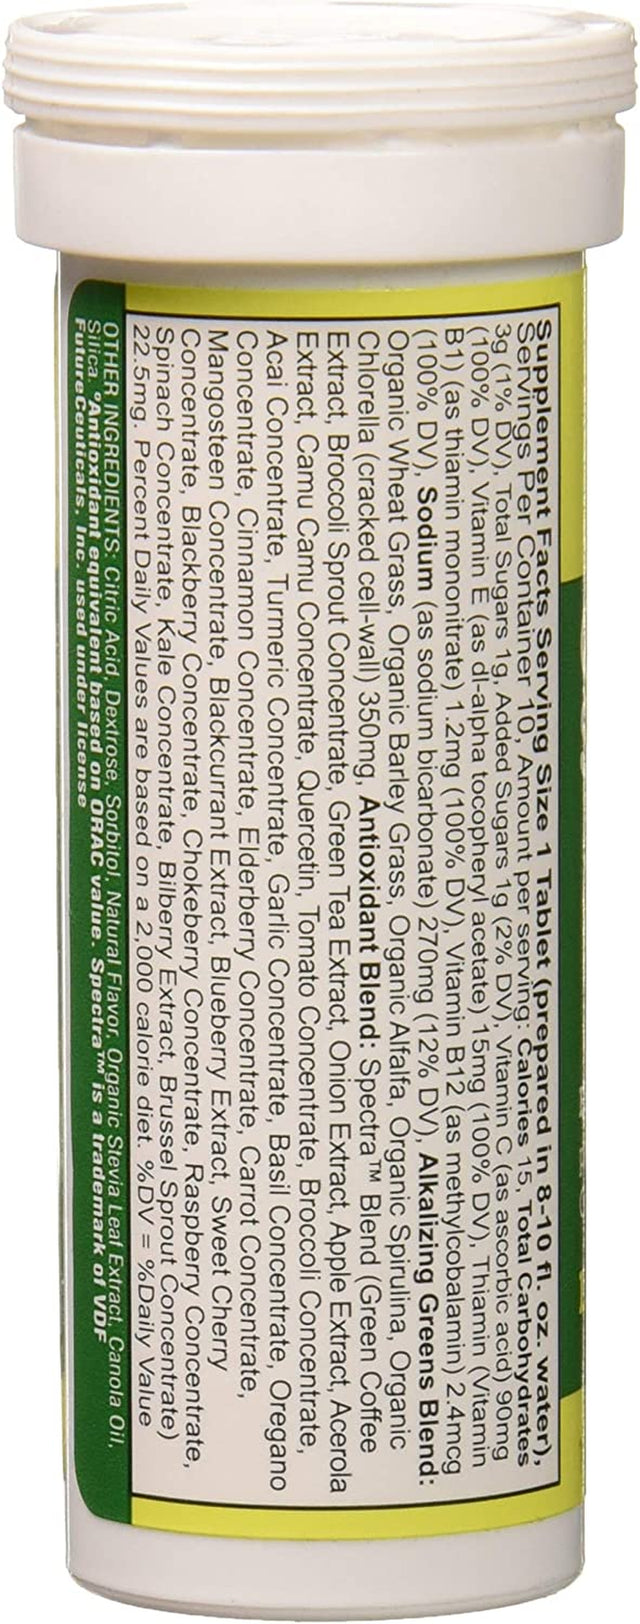 Supplement Facts Serving Size 1 Tablet (prepared in 8-10 fl. oz. water),
Servings Per Container 10, Amount per serving: Calories 15, Total Carbohydrates
3g (1% DV), Total Sugars 1g, Added Sugars 1g (2% DV), Vitamin C (as ascorbic acid) 90mg
(100% DV), Vitamin E (as dl-alpha tocopheryl acetate) 15mg (100% DV), Thiamin (Vitamin
B1) (as thiamin mononitrate) 1.2mg (100% DV), Vitamin B12 (as methylcobalamin) 2.4mcg
(100% DV), Sodium (as sodium bicarbonate) 270mg (12% DV), Alkalizing Greens Blend:
Organic Wheat Grass, Organic Barley Grass, Organic Alfalfa, Organic Spirulina, Organic
Chlorella (cracked cell-wall) 350mg, Antioxidant Blend: Spectra™ Blend (Green Coffee
Extract, Broccoli Sprout Concentrate, Green Tea Extract, Onion Extract, Apple Extract, Acerola
Extract, Camu Camu Concentrate, Quercetin, Tomato Concentrate, Broccoli Concentrate,
Acai Concentrate, Turmeric Concentrate, Garlic Concentrate, Basil Concentrate, Oregano
Concentrate, Cinnamon Concentrate, Elderberry Concentrate, Carrot Concentrate,
Mangosteen Concentrate, Blackcurrant Extract, Blueberry Extract, Sweet Cherry
Concentrate, Blackberry Concentrate, Chokeberry Concentrate, Raspberry Concentrate,
Spinach Concentrate, Kale Concentrate, Bilberry Extract, Brussel Sprout Concentrate)
22.5mg. Percent Daily Values are based on a 2,000 calorie diet. %DV = %Daily Value
OTHER INGREDIENTS: Citric Acid, Dextrose, Sorbitol, Natural Flavor, Organic Stevia Leaf Extract, Canola Oil,
Silica. °Antioxidant equivalent based on ORAC value. Spectra™ is a trademark of VDF
FutureCeuticals, Inc. used under license